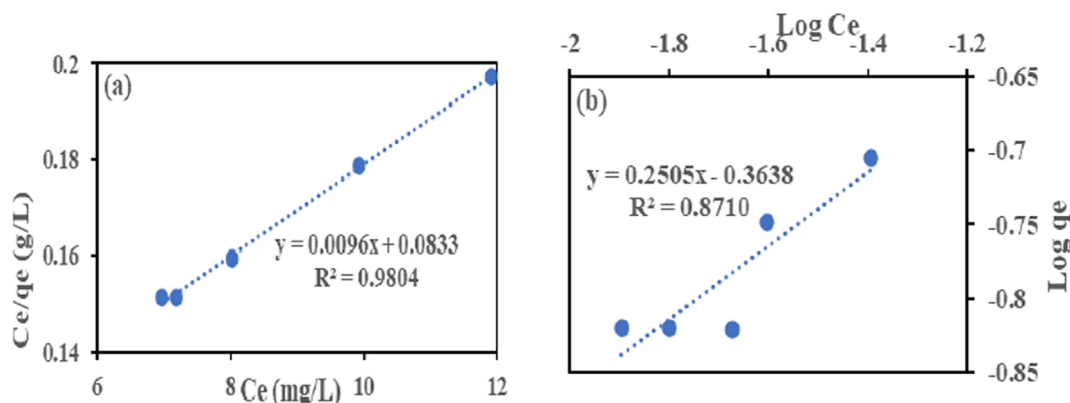 (a)
Ce/qe (g/L)
0.2
0.18
0.16
0.14
y = 0.0096x + 0.0833
R² = 0.9804
6 8 10 12
Ce (mg/L)
Log Ce
-2 -1.8 -1.6 -1.4 -1.2
(b)
y = 0.2505x - 0.3638
R² = 0.8710
-0.65
-0.7
-0.75
-0.8
-0.85
Log qe